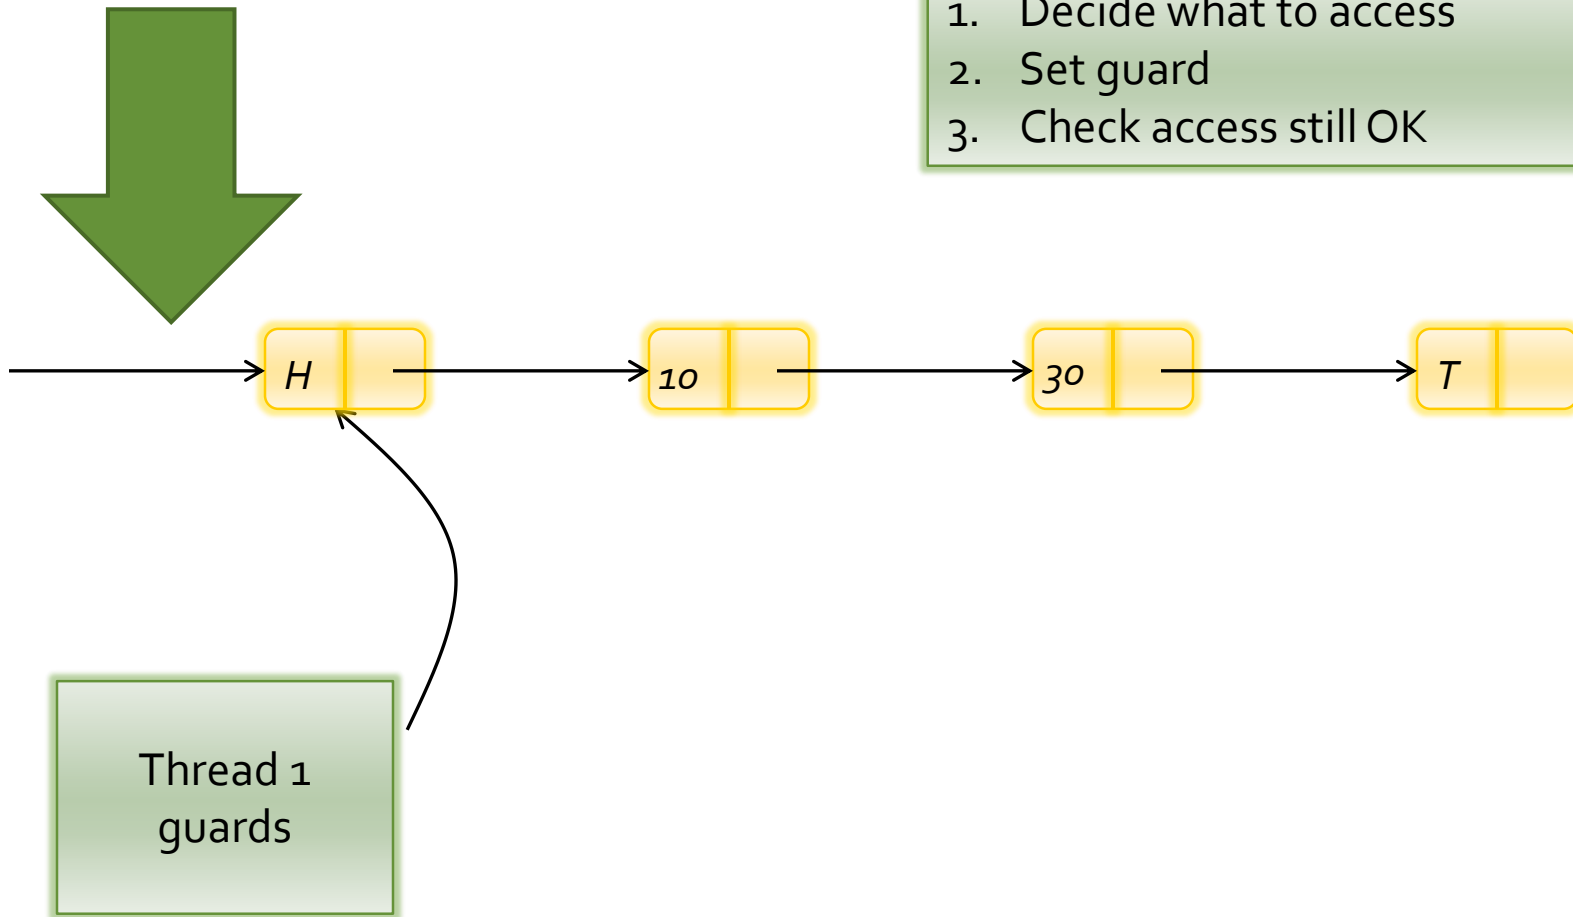 1. Decide what to access
2. Set guard
3. Check access still OK
H 10 30 T
Thread 1
guards